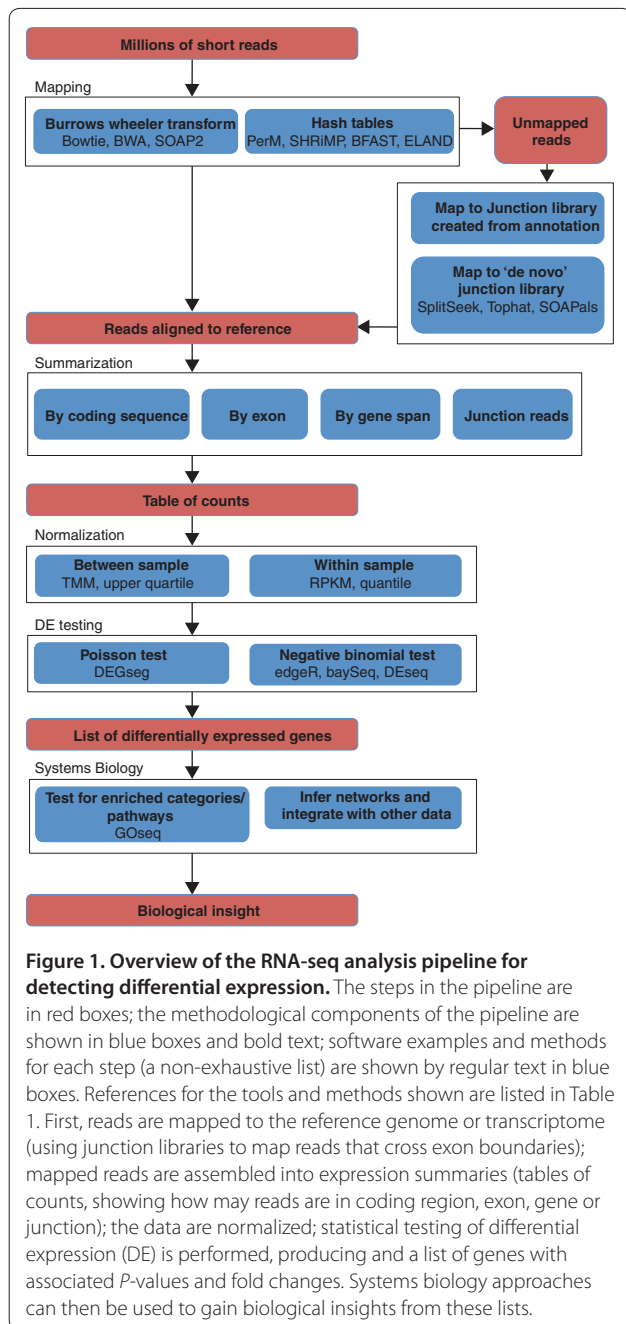 Millions of short reads
Mapping
Burrows wheeler transform
Bowtie, BWA, SOAP2
Hash tables
PerM, SHRiMP, BFAST, ELAND
Unmapped
reads
Map to Junction library
created from annotation
Map to ‘de novo’
junction library
SplitSeek, Tophat, SOAPals
Reads aligned to reference
Summarization
By coding sequence
By exon
By gene span
Junction reads
Table of counts
Normalization
Between sample
TMM, upper quartile
Within sample
RPKM, quantile
DE testing
Poisson test
DEGseg
Negative binomial test
edgeR, baySeq, DEseq
List of differentially expressed genes
Systems Biology
Test for enriched categories/
pathways
GOseq
Infer networks and
integrate with other data
Biological insight
Figure 1. Overview of the RNA-seq analysis pipeline for
detecting differential expression. The steps in the pipeline are
in red boxes; the methodological components of the pipeline are
shown in blue boxes and bold text; software examples and methods
for each step (a non-exhaustive list) are shown by regular text in blue
boxes. References for the tools and methods shown are listed in Table
1. First, reads are mapped to the reference genome or transcriptome
(using junction libraries to map reads that cross exon boundaries);
mapped reads are assembled into expression summaries (tables of
counts, showing how may reads are in coding region, exon, gene or
junction); the data are normalized; statistical testing of differential
expression (DE) is performed, producing and a list of genes with
associated P-values and fold changes. Systems biology approaches
can then be used to gain biological insights from these lists.